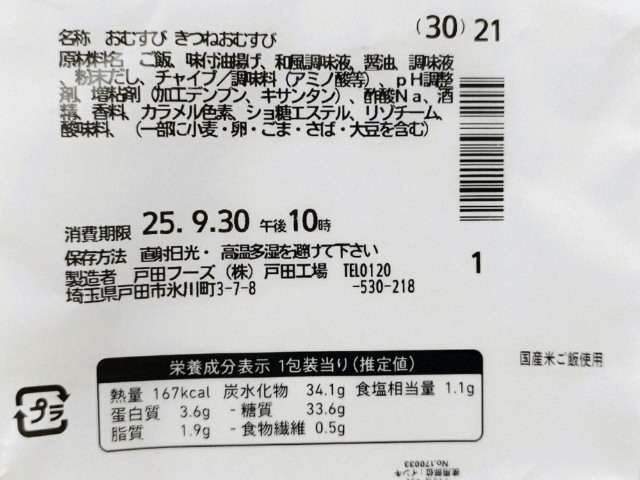 (30) 21
名称 おむすび きつねおむすび
原材料名 ご飯、味付油揚げ、和風調味液、醤油、調味液
、粉末だし、チャイブ/調味料(アミノ酸等)、pH調整
剤、増粘剤(加工デンプン、キサンタン)、酢酸Na、酒
精、香料、カラメル色素、ショ糖エステル、リゾチーム、
酸味料、(一部に小麦・卵・ごま・さば・大豆を含む)
消費期限 25. 9.30 午後10時
保存方法 直射日光・高温多湿を避けて下さい
製造者 戸田フーズ(株)戸田工場 TEL0120
埼玉県戸田市氷川町3-7-8 -530-218
1
栄養成分表示 1包装当り(推定値)
熱量 167kcal 炭水化物 34.1g 食塩相当量 1.1g
蛋白質 3.6g -糖質 33.6g
脂質 1.9g -食物繊維 0.5g
国産米ご飯使用
プラ
No.170033